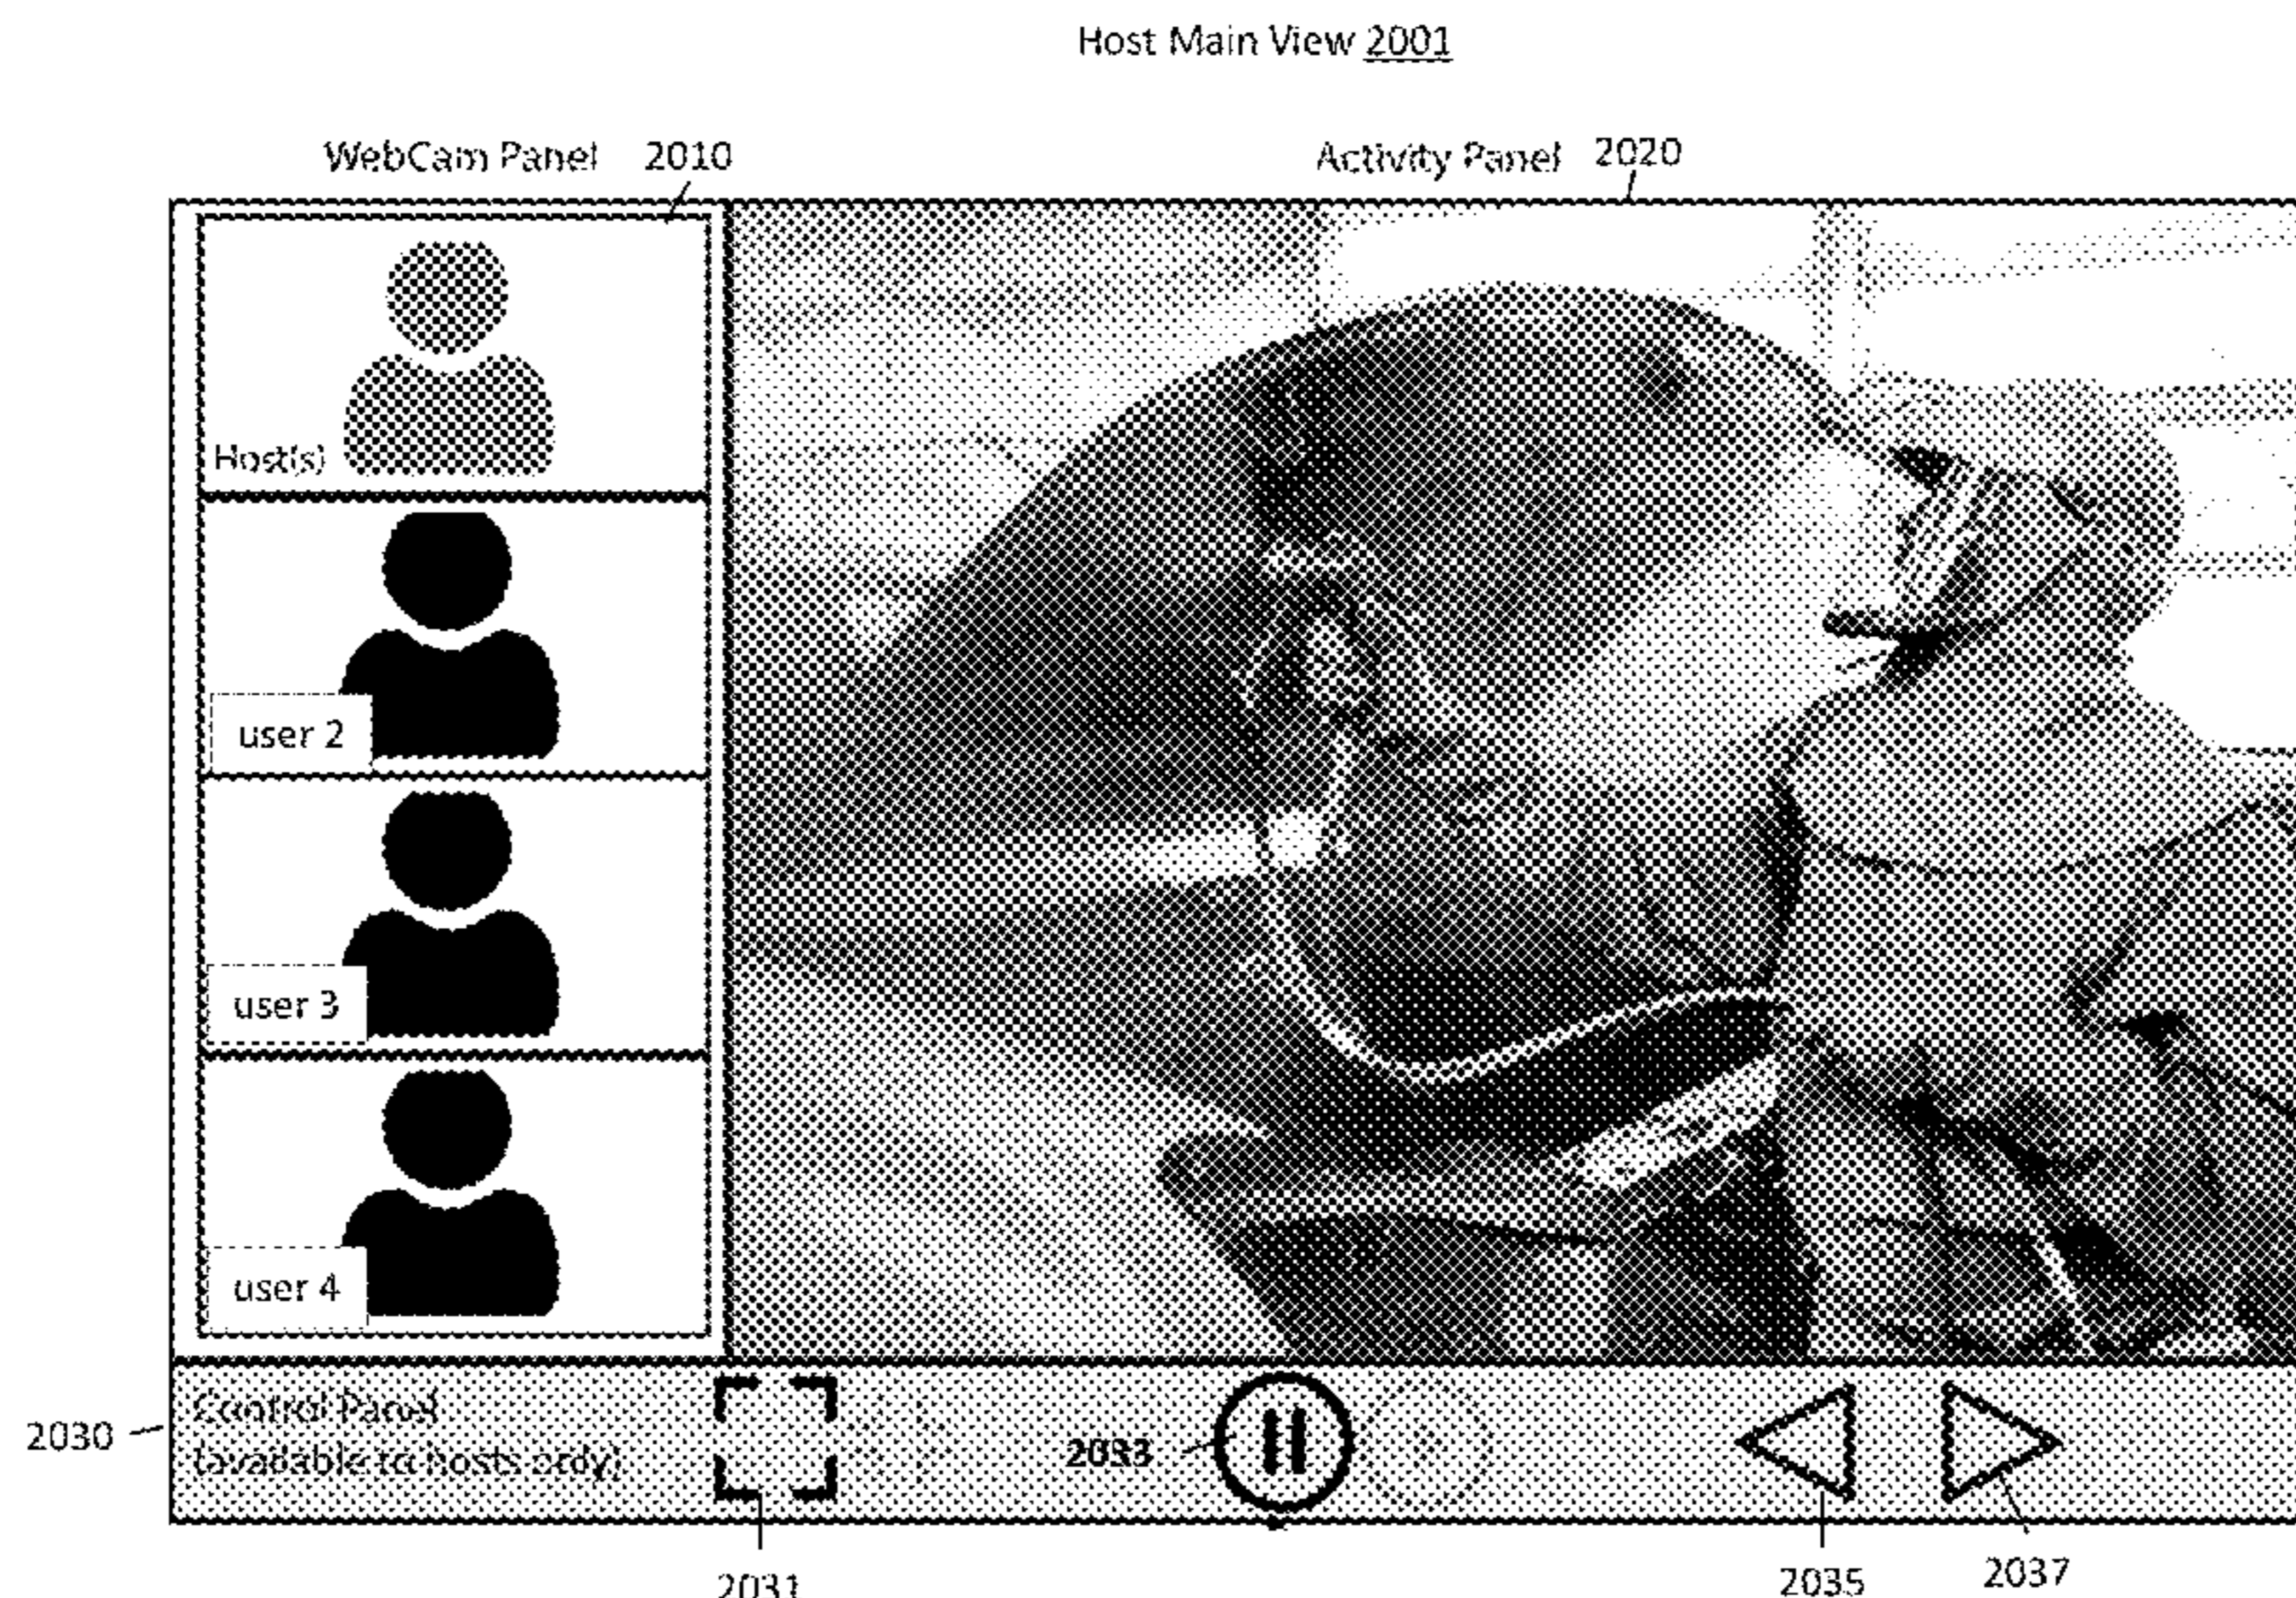 Host Main View 2001
WebCam Panel 2010
Activity Panel 2020
Host(s)
user 2
user 3
user 4
2030
Control Panel
(available to hosts only)
2033
2031
2035
2037